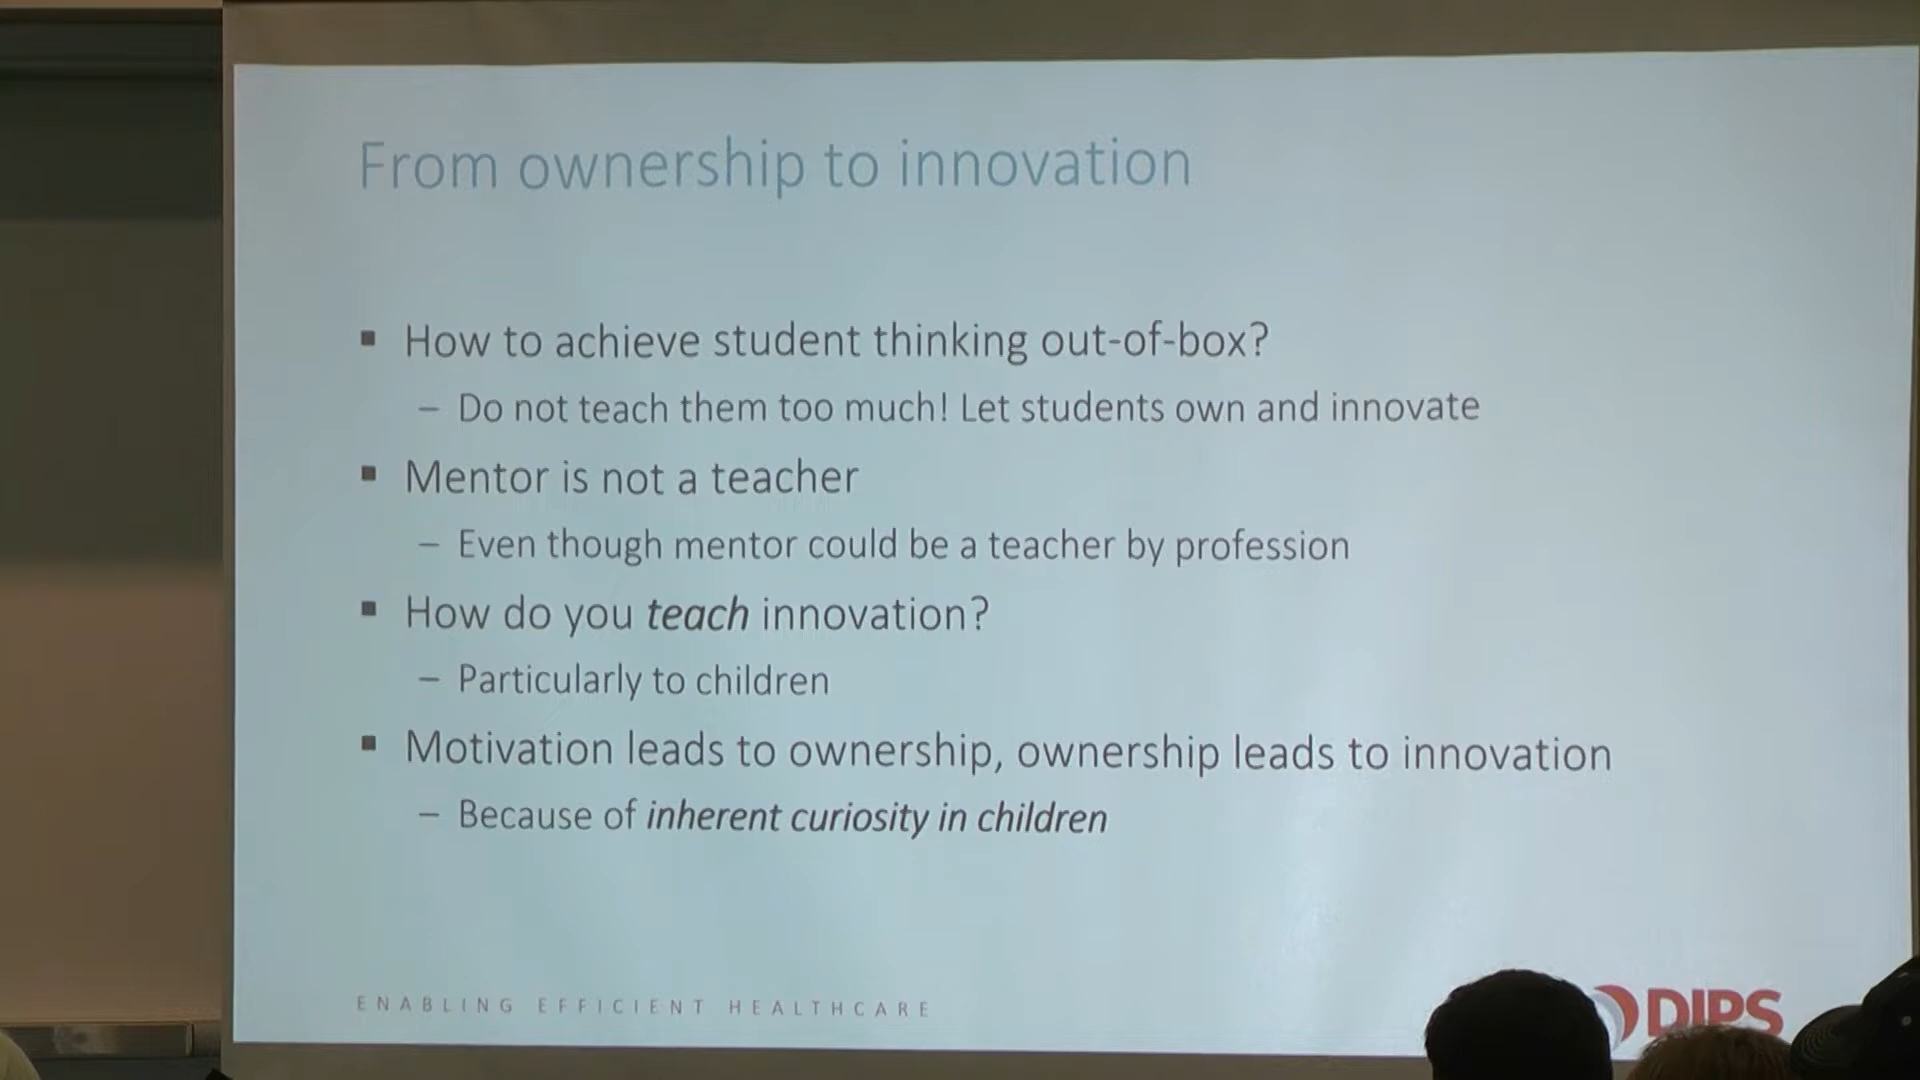 From ownership to innovation
▪ How to achieve student thinking out-of-box?
– Do not teach them too much! Let students own and innovate
▪ Mentor is not a teacher
– Even though mentor could be a teacher by profession
▪ How do you teach innovation?
– Particularly to children
▪ Motivation leads to ownership, ownership leads to innovation
– Because of inherent curiosity in children
ENABLING EFFICIENT HEALTHCARE
DIPS